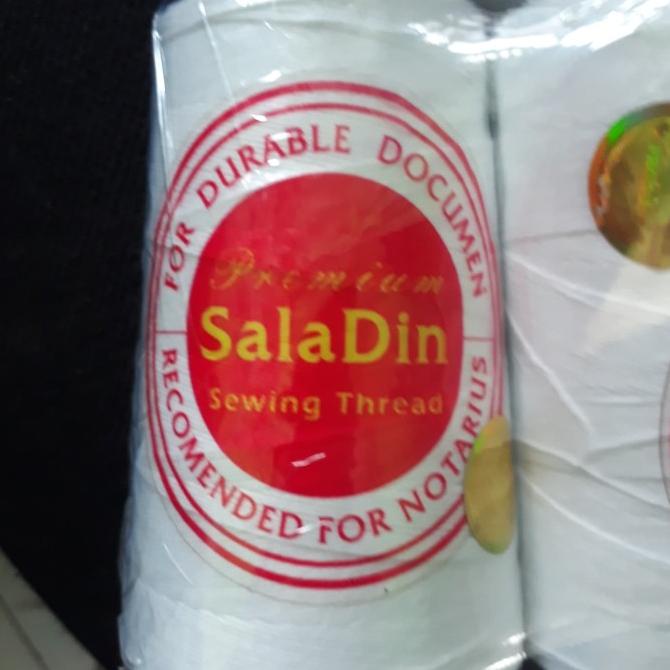 FOR DURABLE DOCUMEN
Premium
SalaDin
Sewing Thread
RECOMENDED FOR NOTARIUS